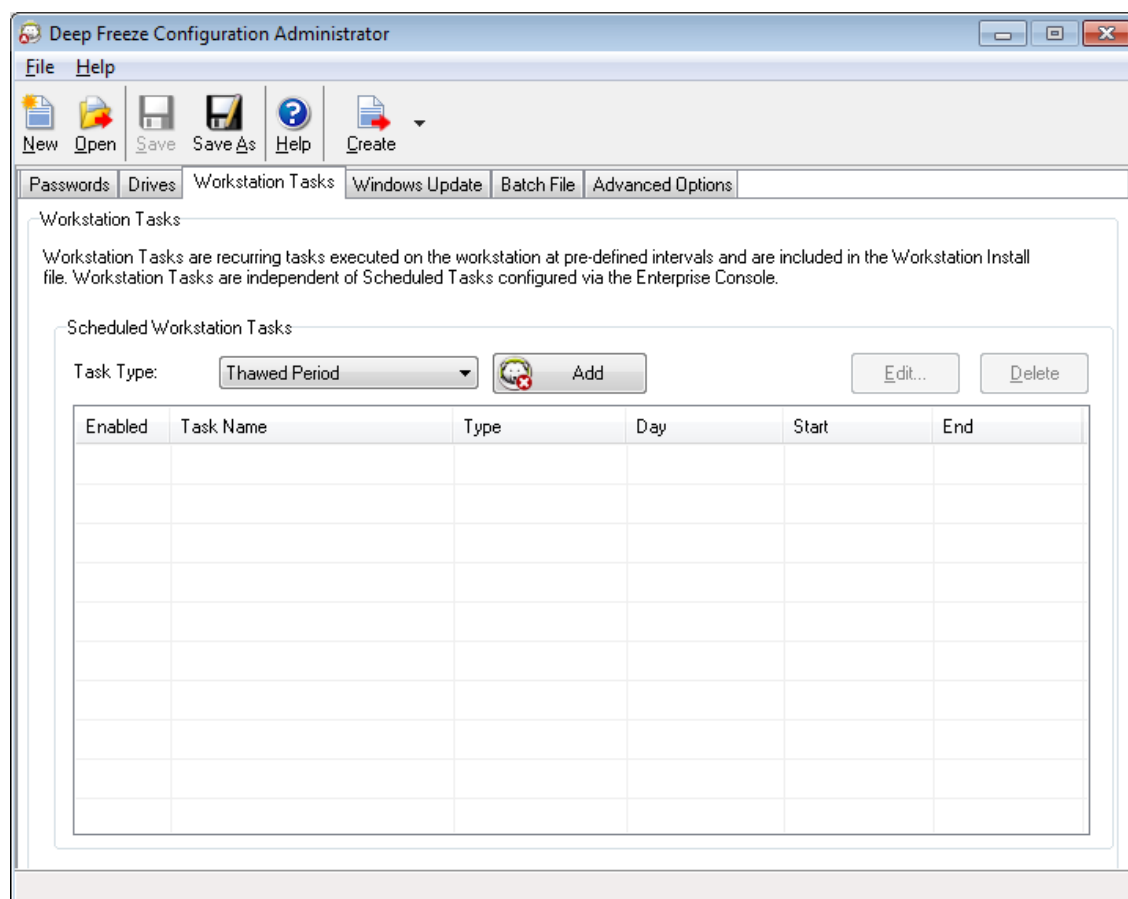 Deep Freeze Configuration Administrator
File Help
New Open Save Save As Help Create
Passwords Drives Workstation Tasks Windows Update Batch File Advanced Options
Workstation Tasks
Workstation Tasks are recurring tasks executed on the workstation at pre-defined intervals and are included in the Workstation Install
file. Workstation Tasks are independent of Scheduled Tasks configured via the Enterprise Console.
Scheduled Workstation Tasks
Task Type: Thawed Period Add Edit... Delete
Enabled Task Name Type Day Start End